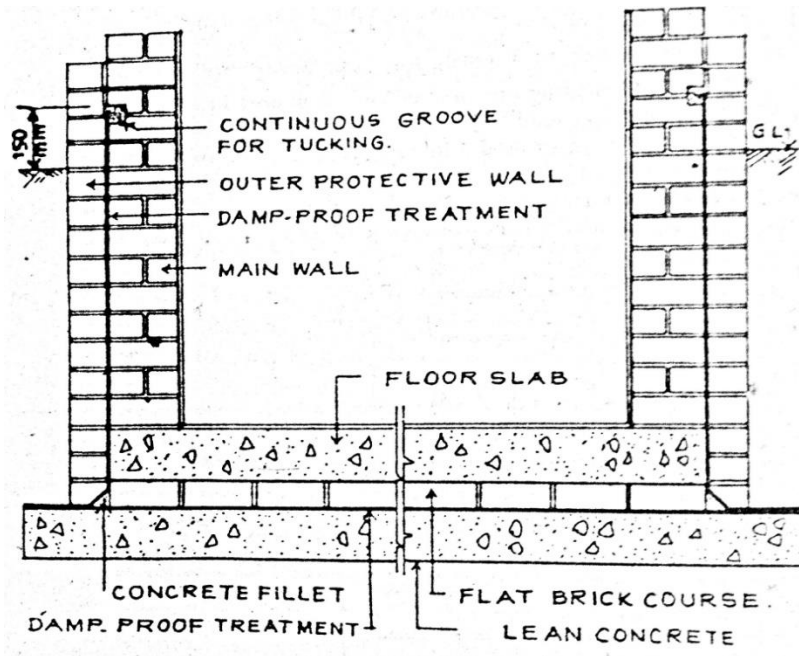 150
mm
CONTINUOUS GROOVE
FOR TUCKING.
GL
OUTER PROTECTIVE WALL
DAMP-PROOF TREATMENT
MAIN WALL
FLOOR SLAB
CONCRETE FILLET
FLAT BRICK COURSE.
DAMP-PROOF TREATMENT
LEAN CONCRETE